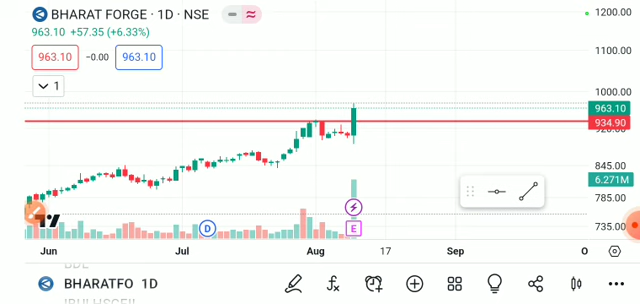 BHARAT FORGE · 1D · NSE
963.10 +57.35 (+6.33%)
963.10 −0.00 963.10
1
1200.00
1100.00
963.10
934.90
845.00
6.271M
785.00
735.00
D
E
Jun Jul Aug 17 Sep O
BHARATFO 1D